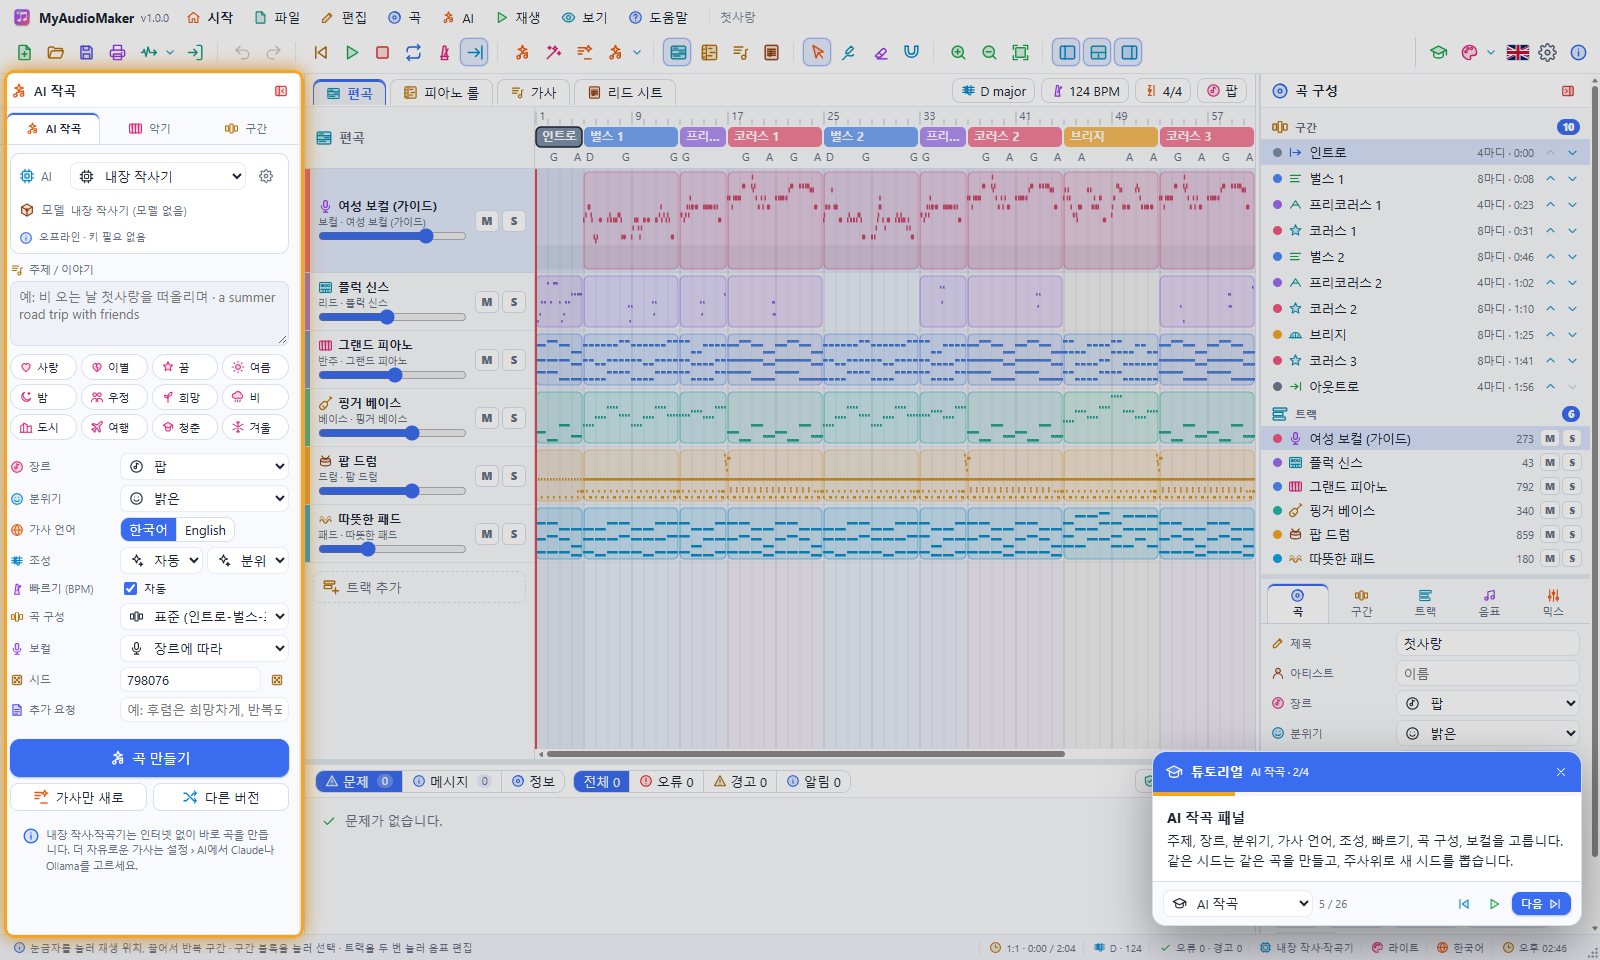 MyAudioMaker v1.0.0 시작 파일 편집 곡 AI 재생 보기 도움말 첫사랑
AI 작곡
AI 작곡 악기 구간
AI 내장 작사기
모델 내장 작사기 (모델 없음)
오프라인 · 키 필요 없음
주제 / 이야기
예: 비 오는 날 첫사랑을 떠올리며 · a summer
road trip with friends
사랑 이별 꿈 여름
밤 우정 희망 비
도시 여행 청춘 겨울
장르 팝
분위기 밝은
가사 언어 한국어 English
조성 자동 분위
빠르기 (BPM) 자동
곡 구성 표준 (인트로-벌스-
보컬 장르에 따라
시드 798076
추가 요청 예: 후렴은 희망차게, 반복도
곡 만들기
가사만 새로 다른 버전
내장 작사·작곡기는 인터넷 없이 바로 곡을 만듭
니다. 더 자유로운 가사는 설정 › AI에서 Claude나
Ollama를 고르세요.
편곡 피아노 롤 가사 리드 시트 D major 124 BPM 4/4 팝
편곡
1 9 17 25 33 41 49 57
인트로 벌스 1 프리... 코러스 1 벌스 2 프리... 코러스 2 브리지 코러스 3
G A D G G G G A G A D G G G G A G A A A A G A G A
여성 보컬 (가이드)
보컬 · 여성 보컬 (가이드)
M S
플럭 신스
리드 · 플럭 신스
M S
그랜드 피아노
반주 · 그랜드 피아노
M S
핑거 베이스
베이스 · 핑거 베이스
M S
팝 드럼
드럼 · 팝 드럼
M S
따뜻한 패드
패드 · 따뜻한 패드
M S
트랙 추가
문제 0 메시지 0 정보 전체 0 오류 0 경고 0 알림 0
문제가 없습니다.
곡 구성
구간 10
인트로 4마디 · 0:00
벌스 1 8마디 · 0:08
프리코러스 1 4마디 · 0:23
코러스 1 8마디 · 0:31
벌스 2 8마디 · 0:46
프리코러스 2 4마디 · 1:02
코러스 2 8마디 · 1:10
브리지 8마디 · 1:25
코러스 3 8마디 · 1:41
아웃트로 4마디 · 1:56
트랙 6
여성 보컬 (가이드) 273 M S
플럭 신스 43 M S
그랜드 피아노 792 M S
핑거 베이스 340 M S
팝 드럼 859 M S
따뜻한 패드 180 M S
곡 구간 트랙 음표 믹스
제목 첫사랑
아티스트 이름
장르 팝
분위기 밝은
튜토리얼 AI 작곡 · 2/4
AI 작곡 패널
주제, 장르, 분위기, 가사 언어, 조성, 빠르기, 곡 구성, 보컬을 고릅니다.
같은 시드는 같은 곡을 만들고, 주사위로 새 시드를 뽑습니다.
AI 작곡 5 / 26 다음
눈금자를 눌러 재생 위치, 끌어서 반복 구간 · 구간 블록을 눌러 선택 · 트랙을 두 번 눌러 음표 편집
1:1 · 0:00 / 2:04 D · 124 오류 0 · 경고 0 내장 작사·작곡기 라이트 한국어 오후 02:46